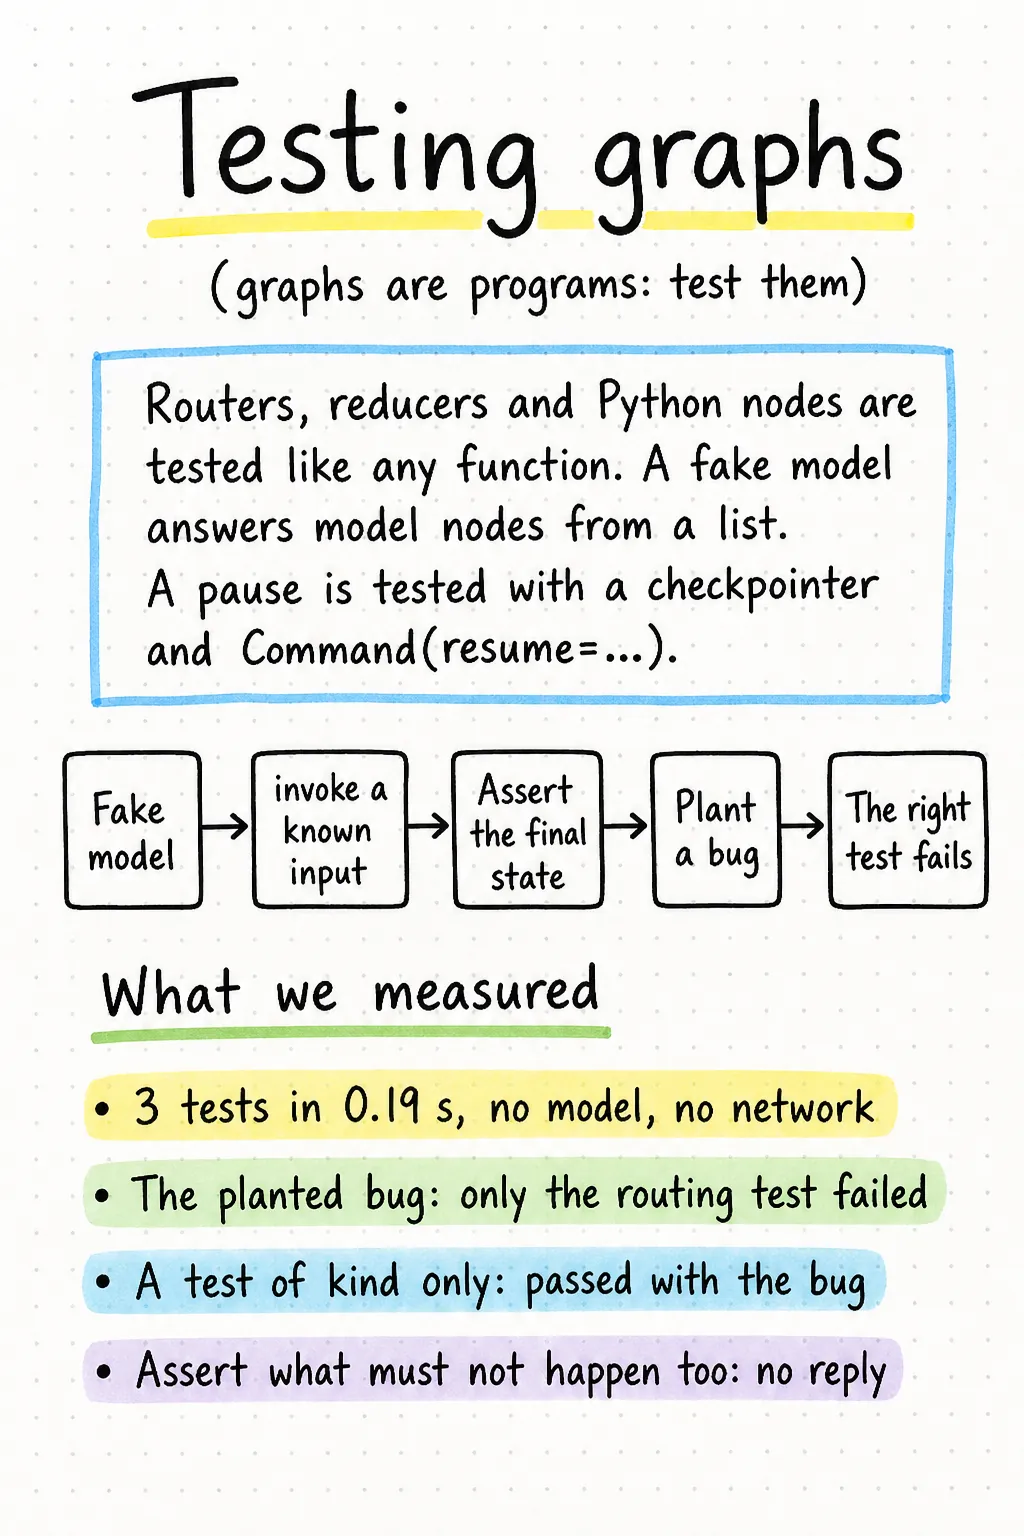 Testing graphs
(graphs are programs: test them)
Routers, reducers and Python nodes are
tested like any function. A fake model
answers model nodes from a list.
A pause is tested with a checkpointer
and Command(resume=...).
Fake
model
invoke a
known
input
Assert
the final
state
Plant
a bug
The right
test fails
What we measured
• 3 tests in 0.19 s, no model, no network
• The planted bug: only the routing test failed
• A test of kind only: passed with the bug
• Assert what must not happen too: no reply